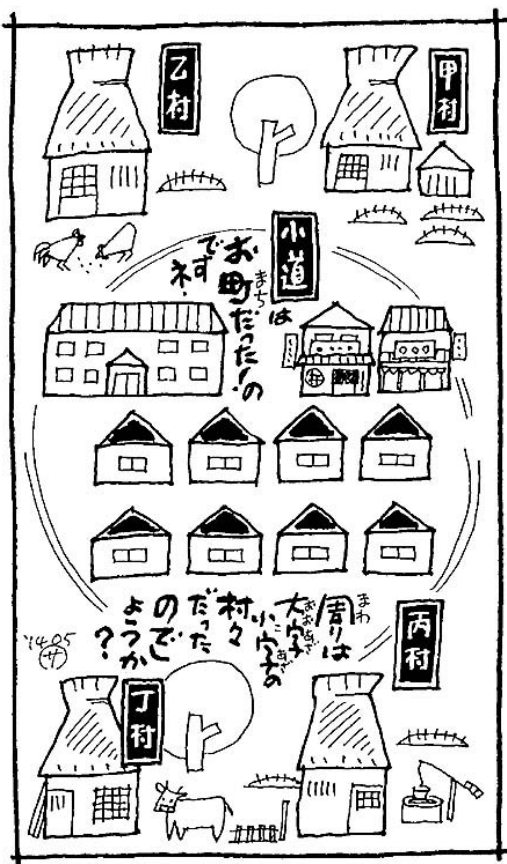 甲村
乙村
小道は
お町だった!の
まち
です
ネ.
周りは
まわ
大字
おおあざ
小字の
こあざ
村々
だった
のでし
ょうか
?
丙村
丁村
'14.05
サ